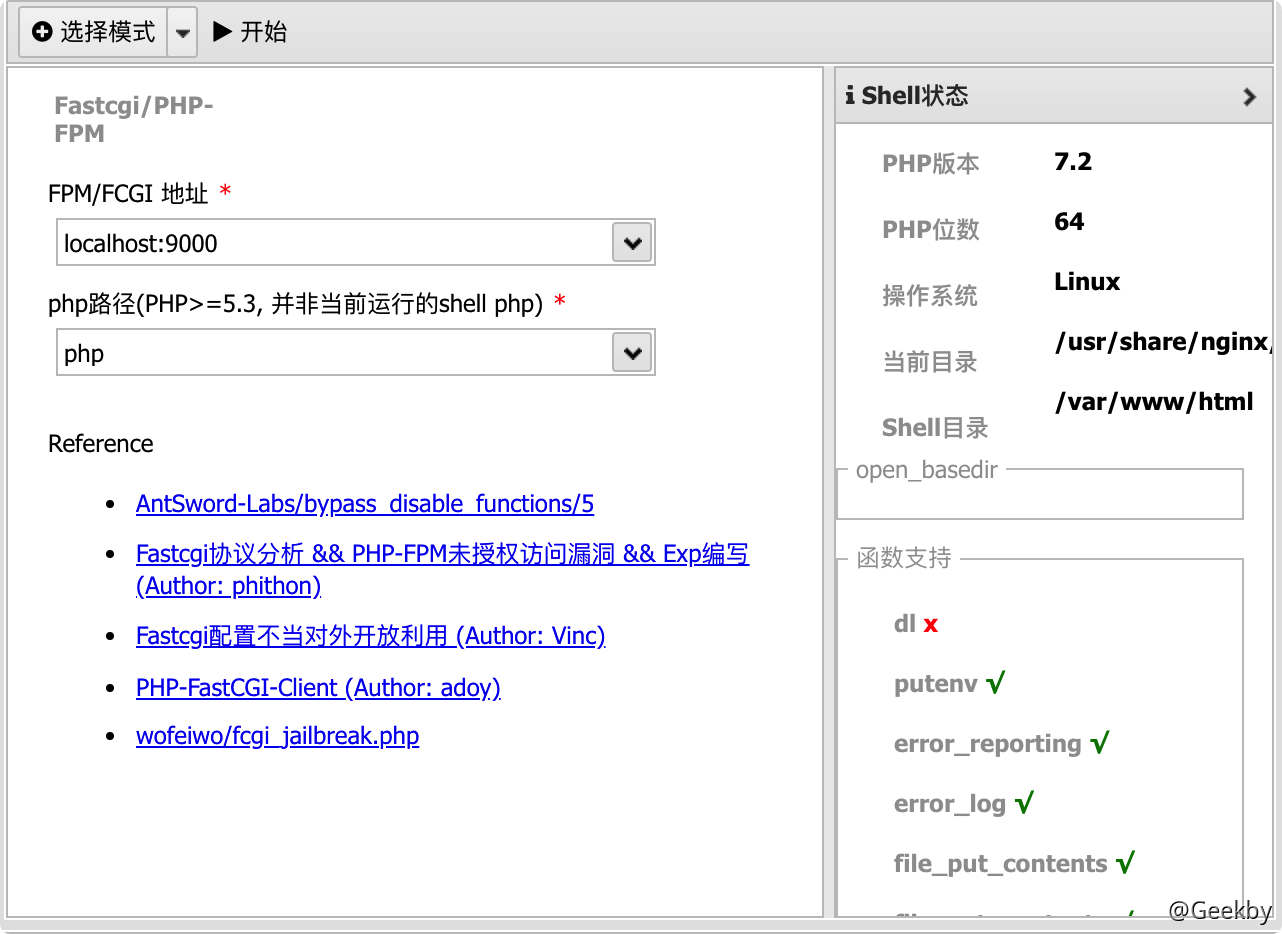 选择模式 开始
Fastcgi/PHP-
FPM
FPM/FCGI 地址 *
localhost:9000
php路径(PHP>=5.3, 并非当前运行的shell php) *
php
Reference
AntSword-Labs/bypass_disable_functions/5
Fastcgi协议分析 && PHP-FPM未授权访问漏洞 && Exp编写
(Author: phithon)
Fastcgi配置不当对外开放利用 (Author: Vinc)
PHP-FastCGI-Client (Author: adoy)
wofeiwo/fcgi_jailbreak.php
Shell状态
PHP版本 7.2
PHP位数 64
操作系统 Linux
当前目录 /usr/share/nginx/
Shell目录 /var/www/html
open_basedir
函数支持
dl x
putenv √
error_reporting √
error_log √
file_put_contents √
@Geekby